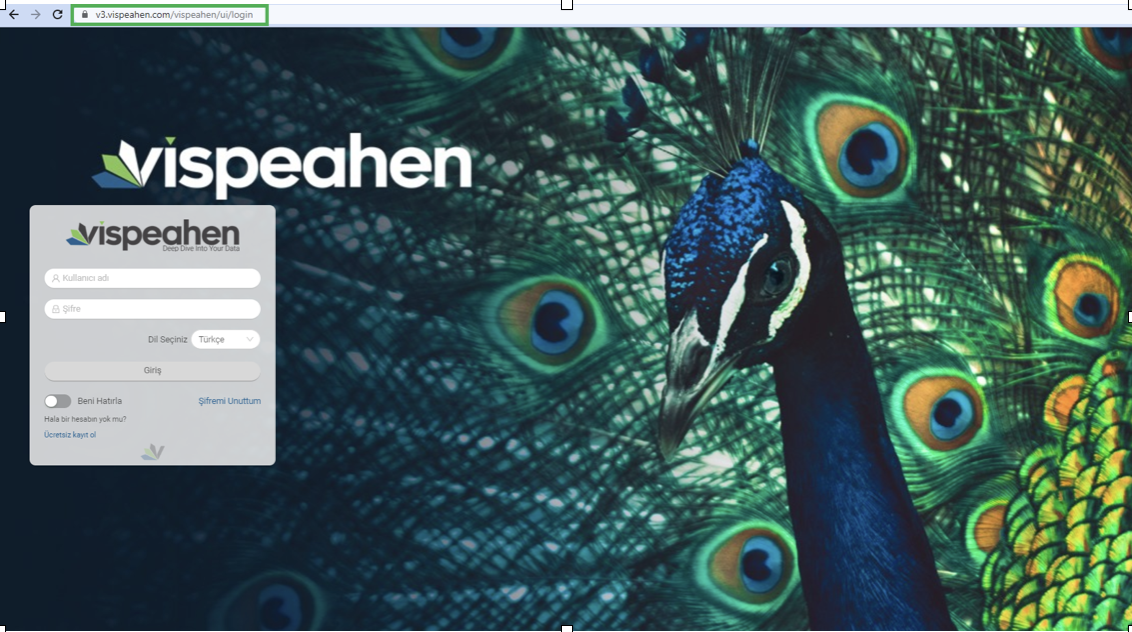 v3.vispeahen.com/vispeahen/ui/login
vispeahen
vispeahen
Deep Dive Into Your Data
Kullanıcı adı
Şifre
Dil Seçiniz Türkçe
Giriş
Beni Hatırla Şifremi Unuttum
Hala bir hesabın yok mu?
Ücretsiz kayıt ol